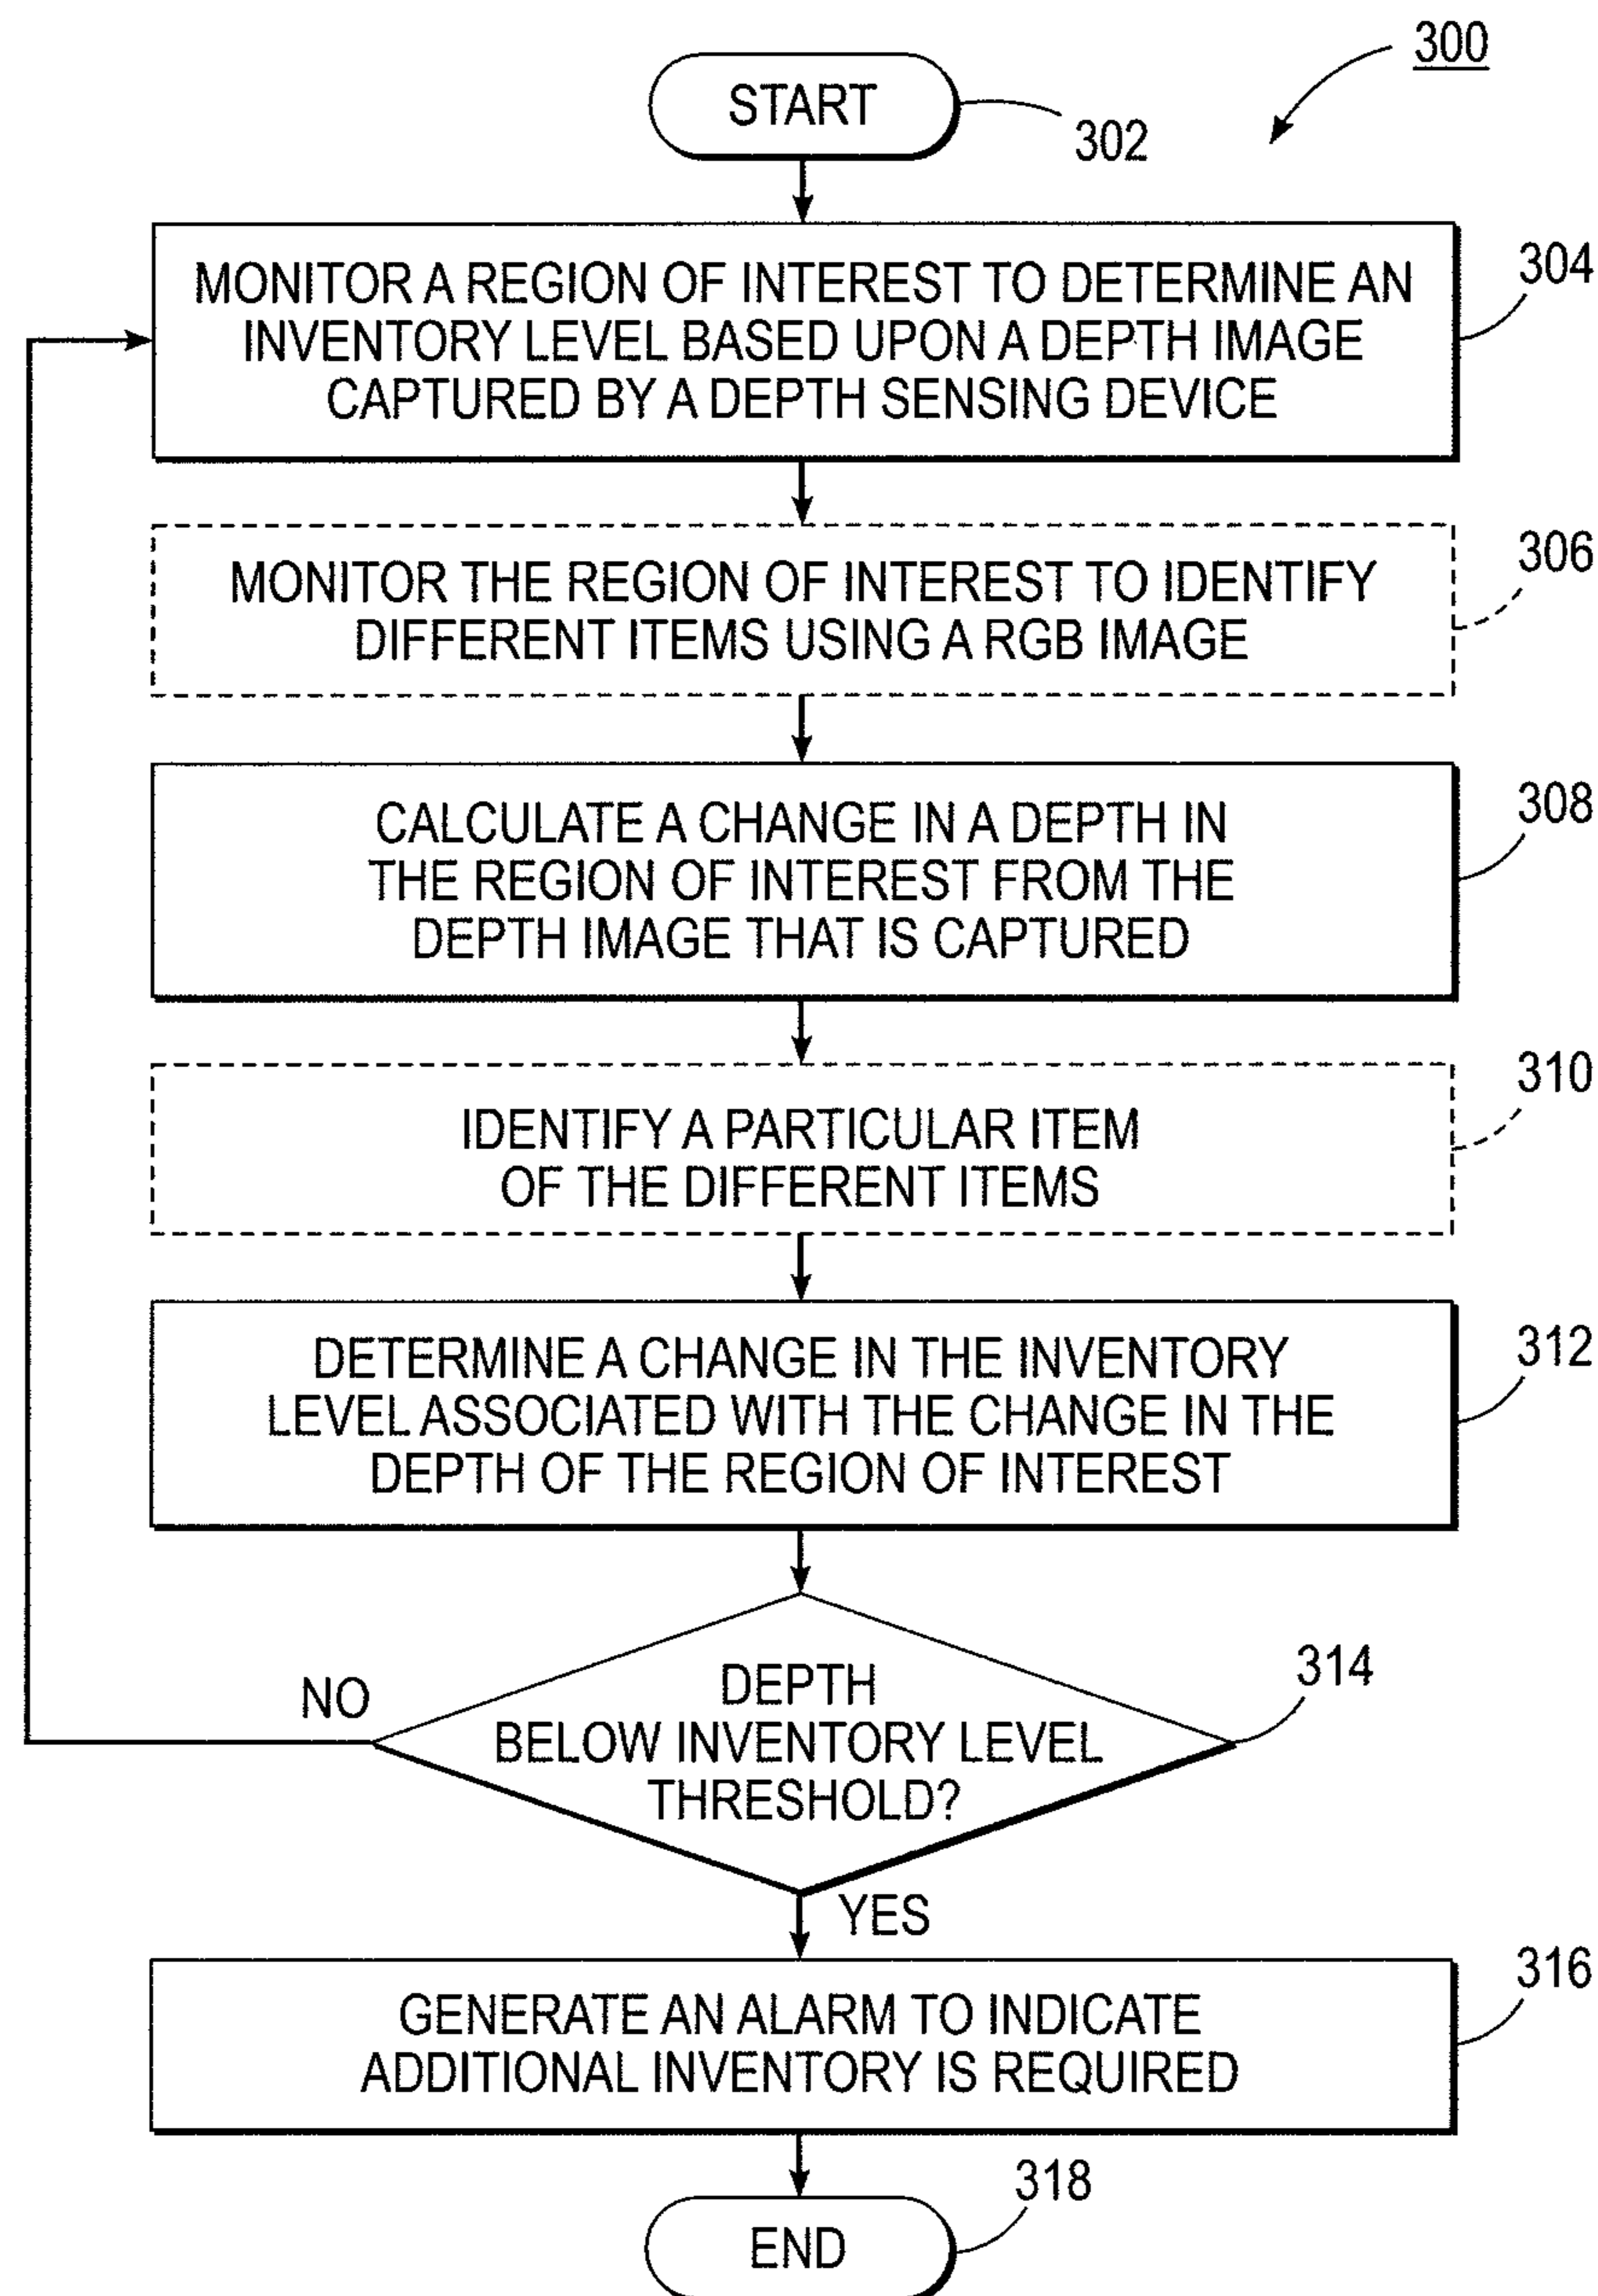 300
START
302
MONITOR A REGION OF INTEREST TO DETERMINE AN
INVENTORY LEVEL BASED UPON A DEPTH IMAGE
CAPTURED BY A DEPTH SENSING DEVICE
304
MONITOR THE REGION OF INTEREST TO IDENTIFY
DIFFERENT ITEMS USING A RGB IMAGE
306
CALCULATE A CHANGE IN A DEPTH IN
THE REGION OF INTEREST FROM THE
DEPTH IMAGE THAT IS CAPTURED
308
IDENTIFY A PARTICULAR ITEM
OF THE DIFFERENT ITEMS
310
DETERMINE A CHANGE IN THE INVENTORY
LEVEL ASSOCIATED WITH THE CHANGE IN THE
DEPTH OF THE REGION OF INTEREST
312
DEPTH
BELOW INVENTORY LEVEL
THRESHOLD?
314
NO
YES
GENERATE AN ALARM TO INDICATE
ADDITIONAL INVENTORY IS REQUIRED
316
END
318